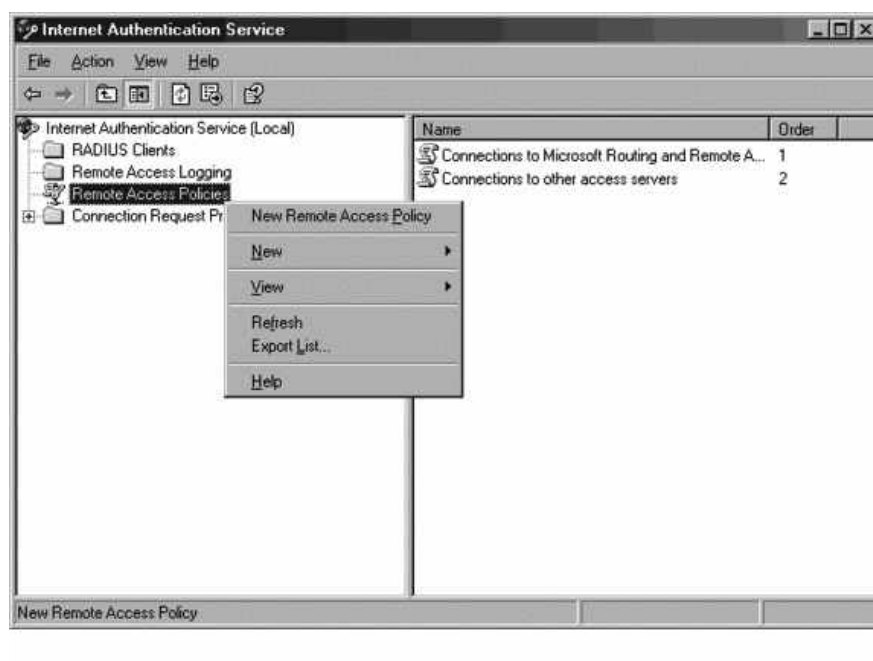 Internet Authentication Service
File Action View Help
Internet Authentication Service (Local)
RADIUS Clients
Remote Access Logging
Remote Access Policies
Connection Request Pr
Name Order
Connections to Microsoft Routing and Remote A... 1
Connections to other access servers 2
New Remote Access Policy
New
View
Refresh
Export List...
Help
New Remote Access Policy